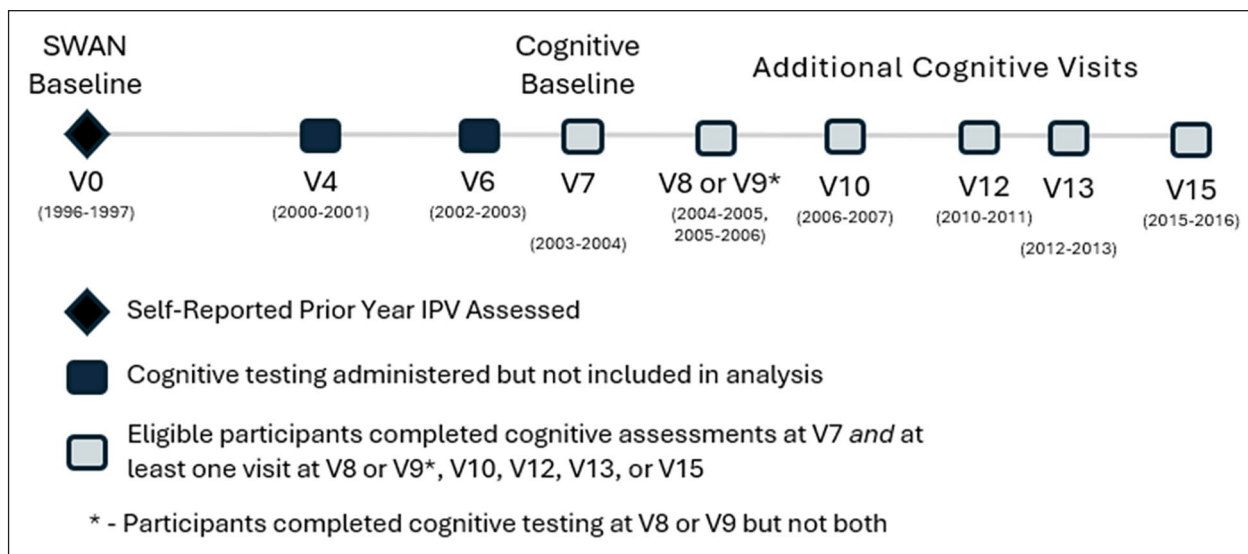 SWAN
Baseline
Cognitive
Baseline
Additional Cognitive Visits
V0
V4
V6
V7
V8 or V9*
V10
V12
V13
V15
(1996-1997)
(2000-2001)
(2002-2003)
(2003-2004)
(2004-2005,
2005-2006)
(2006-2007)
(2010-2011)
(2012-2013)
(2015-2016)
Self-Reported Prior Year IPV Assessed
Cognitive testing administered but not included in analysis
Eligible participants completed cognitive assessments at V7 and at
least one visit at V8 or V9*, V10, V12, V13, or V15
* - Participants completed cognitive testing at V8 or V9 but not both